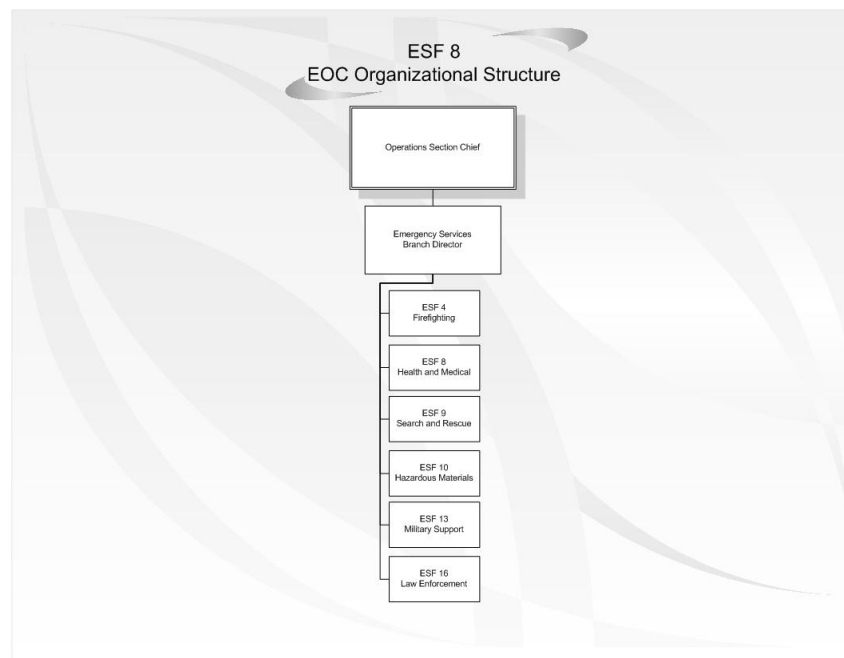 ESF 8
EOC Organizational Structure
Operations Section Chief
Emergency Services
Branch Director
ESF 4
Firefighting
ESF 8
Health and Medical
ESF 9
Search and Rescue
ESF 10
Hazardous Materials
ESF 13
Military Support
ESF 16
Law Enforcement